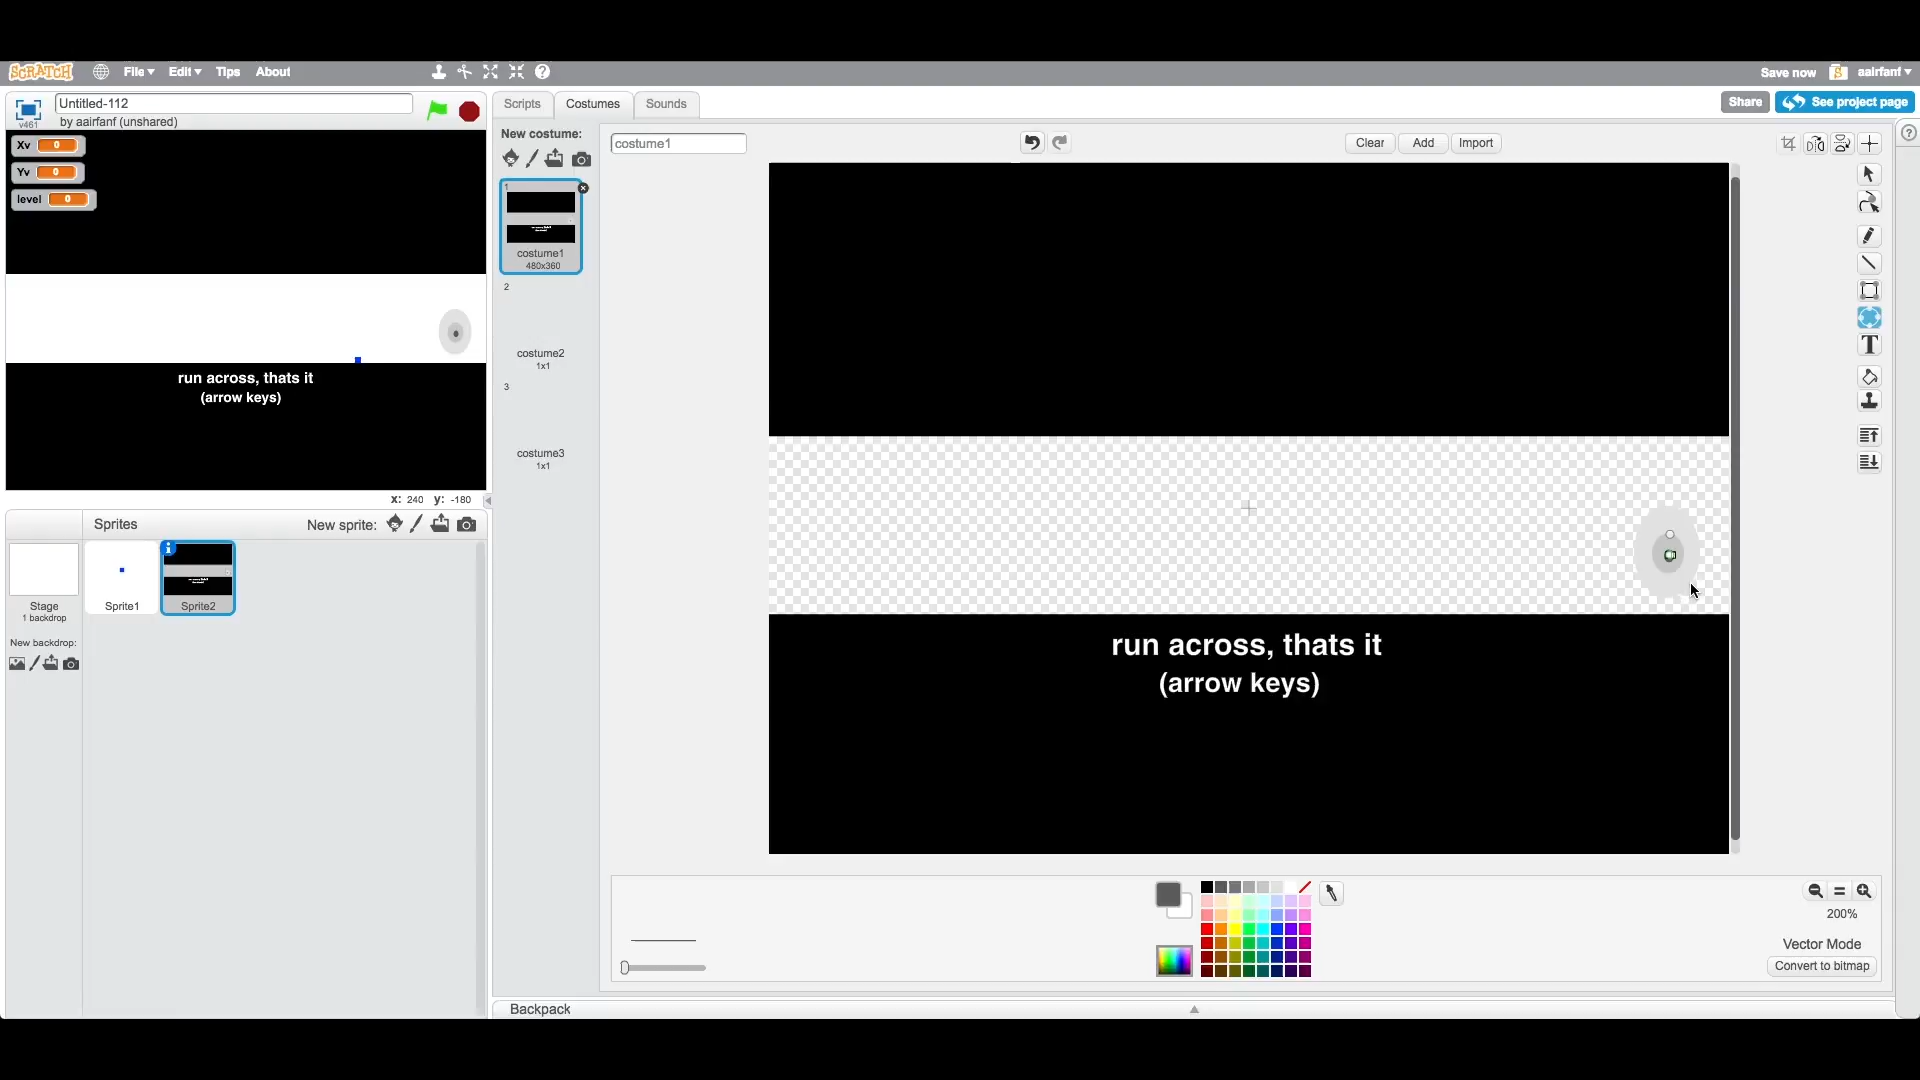 SCRATCH File Edit Tips About Save now aairfanf
Untitled-112
by aairfanf (unshared)
v461
Scripts Costumes Sounds
Share See project page
New costume:
costume1
Clear Add Import
Xv 0
Yv 0
level 0
1
costume1
480x360
2
costume2
1x1
3
costume3
1x1
run across, thats it
(arrow keys)
run across, thats it
(arrow keys)
x: 240 y: -180
Sprites New sprite:
Stage
1 backdrop
Sprite1
Sprite2
New backdrop:
200%
Vector Mode
Convert to bitmap
Backpack